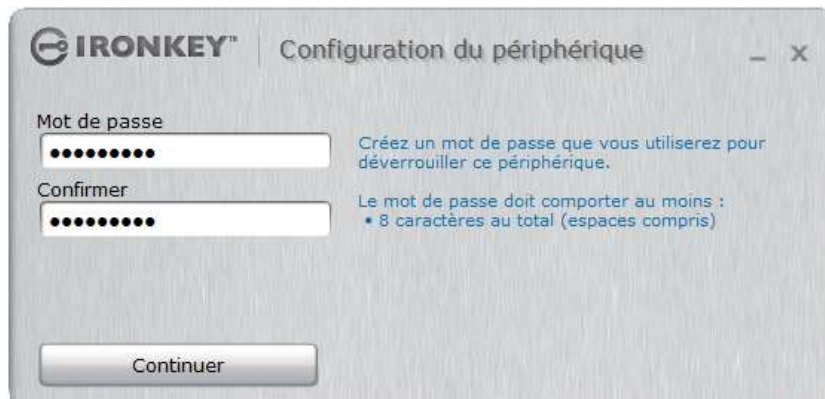 IRONKEY™ Configuration du périphérique
Mot de passe
•••••••••
Créez un mot de passe que vous utiliserez pour
déverrouiller ce périphérique.
Confirmer
•••••••••
Le mot de passe doit comporter au moins :
• 8 caractères au total (espaces compris)
Continuer